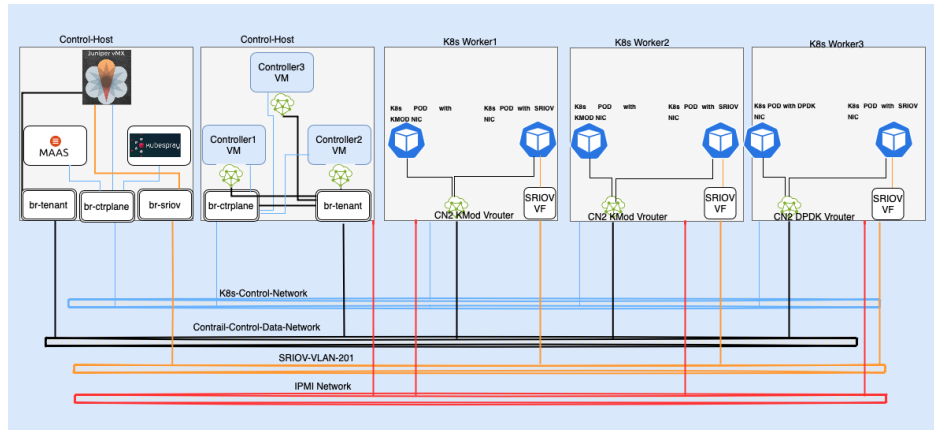 Control-Host
Control-Host
K8s Worker1
K8s Worker2
K8s Worker3
Juniper vMX
Controller3
VM
K8s POD with
KMOD NIC
K8s POD with SRIOV
NIC
K8s POD with
KMOD NIC
K8s POD with SRIOV
NIC
K8s POD with DPDK
NIC
K8s POD with SRIOV
NIC
MAAS
Kubespray
Controller1
VM
Controller2
VM
br-tenant
br-ctrplane
br-sriov
br-ctrplane
br-tenant
SRIOV
VF
CN2 KMod Vrouter
SRIOV
VF
CN2 KMod Vrouter
SRIOV
VF
CN2 DPDK Vrouter
K8s-Control-Network
Contrail-Control-Data-Network
SRIOV-VLAN-201
IPMI Network